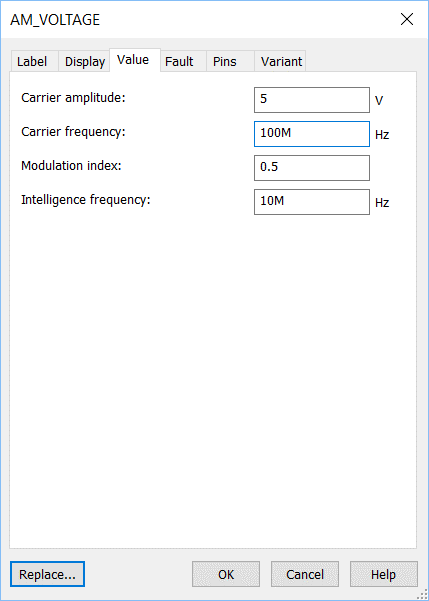 AM_VOLTAGE
Label Display Value Fault Pins Variant
Carrier amplitude: 5 V
Carrier frequency: 100M Hz
Modulation index: 0.5
Intelligence frequency: 10M Hz
Replace... OK Cancel Help